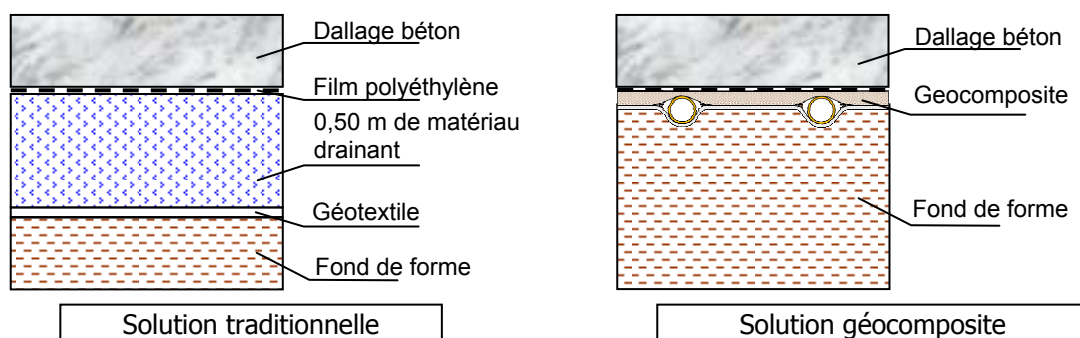 Dallage béton
Film polyéthylène
0,50 m de matériau
drainant
Géotextile
Fond de forme
Solution traditionnelle
Dallage béton
Geocomposite
Fond de forme
Solution géocomposite